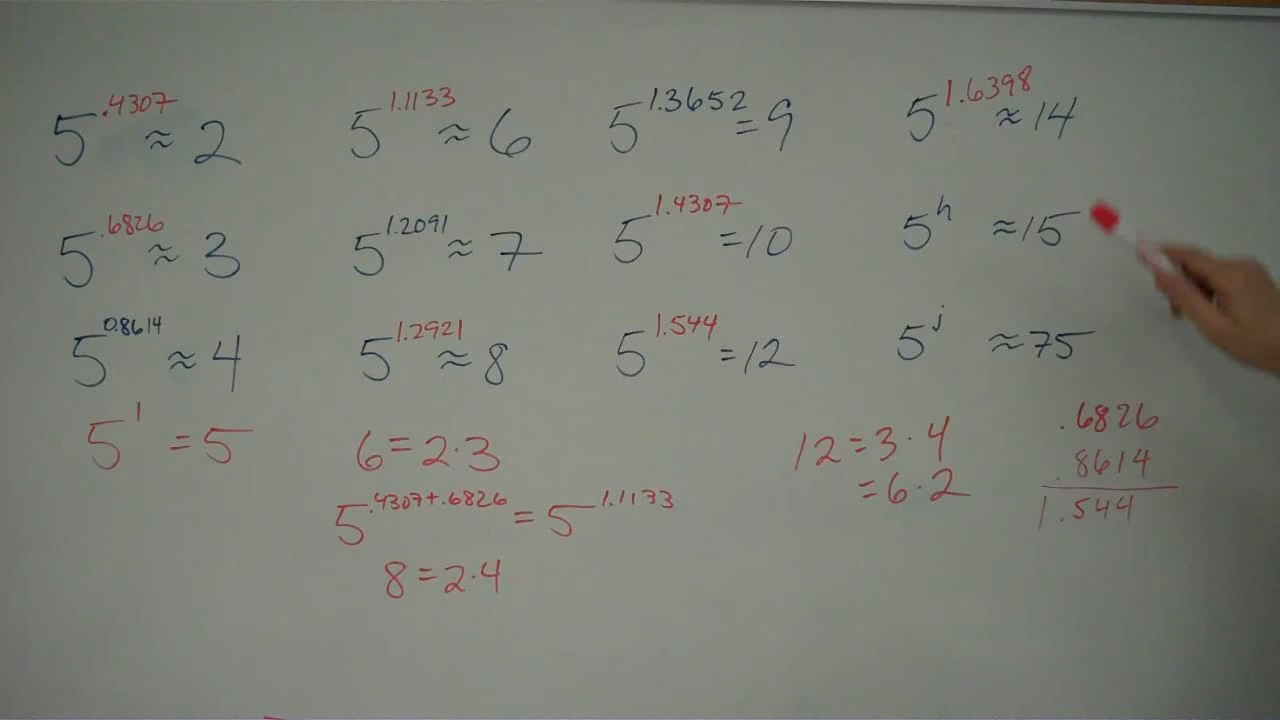 5^.4307 ≈ 2
5^.6826 ≈ 3
5^0.8614 ≈ 4
5^1 = 5
5^1.1133 ≈ 6
5^1.2091 ≈ 7
5^1.2921 ≈ 8
6 = 2·3
5^.4307+.6826 = 5^1.1133
8 = 2·4
5^1.3652 = 9
5^1.4307 = 10
5^1.544 = 12
5^1.6398 ≈ 14
5^h ≈ 15
5^j ≈ 75
12 = 3·4
= 6·2
.6826
.8614
1.544